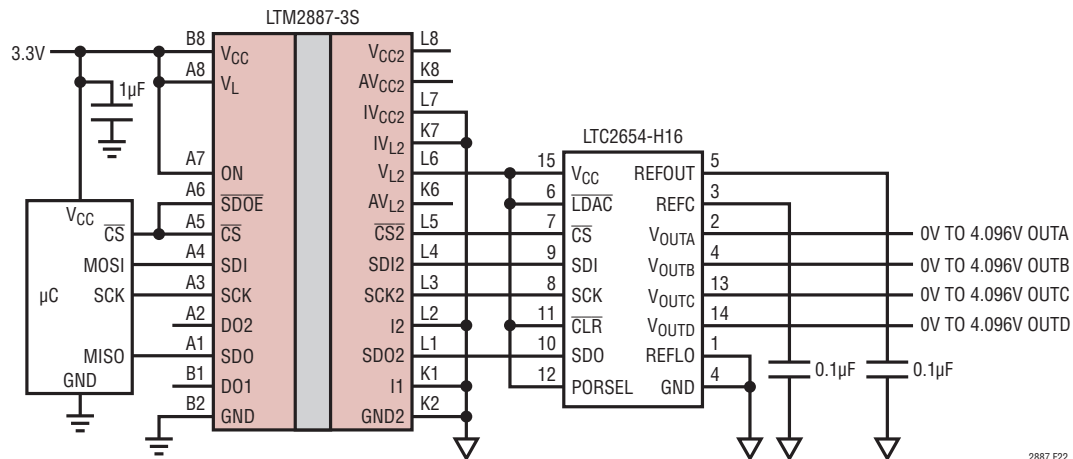 LTM2887-3S
3.3V
1µF
B8
VCC
A8
VL
A7
ON
A6
SDOE
A5
CS
A4
SDI
A3
SCK
A2
DO2
A1
SDO
B1
DO1
B2
GND
VCC
CS
MOSI
µC
SCK
MISO
GND
VCC2
L8
AVCC2
K8
IVCC2
L7
IVL2
K7
VL2
L6
AVL2
K6
CS2
L5
SDI2
L4
SCK2
L3
I2
L2
SDO2
L1
I1
K1
GND2
K2
LTC2654-H16
15
VCC
6
LDAC
7
CS
9
SDI
8
SCK
11
CLR
10
SDO
12
PORSEL
REFOUT
5
REFC
3
VOUTA
2
VOUTB
4
VOUTC
13
VOUTD
14
REFLO
1
GND
4
0V TO 4.096V OUTA
0V TO 4.096V OUTB
0V TO 4.096V OUTC
0V TO 4.096V OUTD
0.1µF
0.1µF
2887 F22